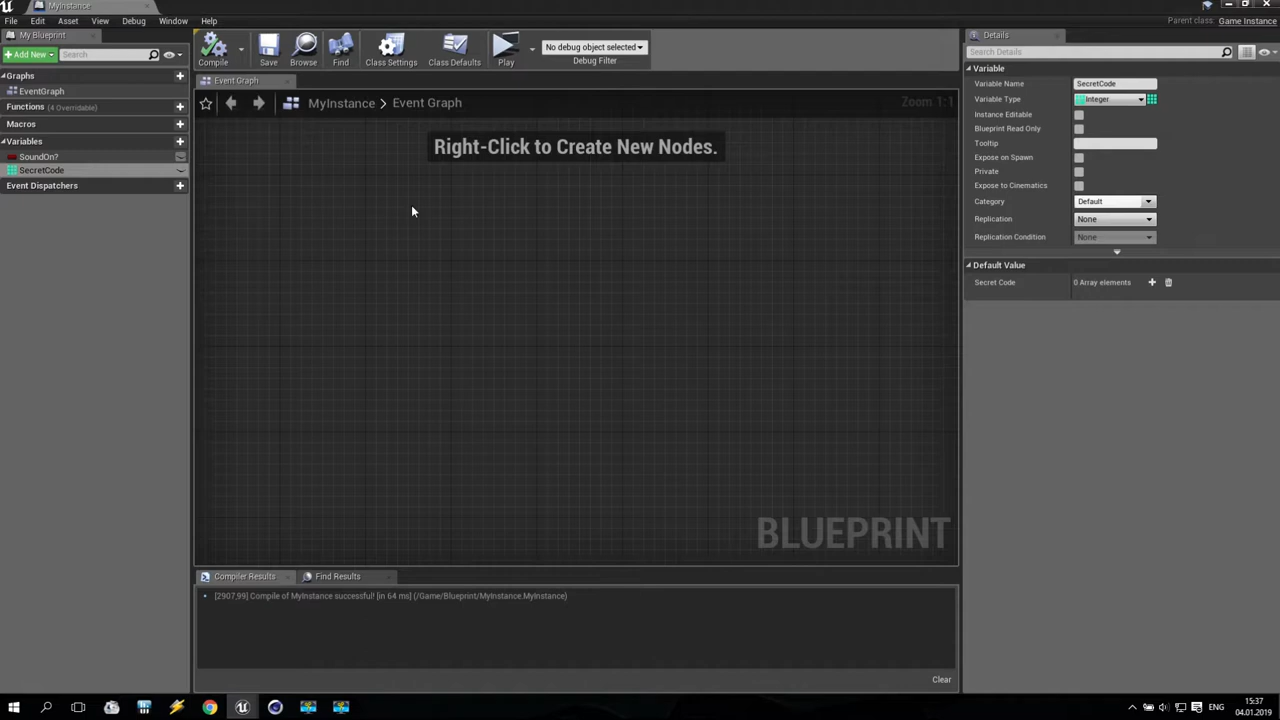 MyInstance
File Edit Asset View Debug Window Help
Parent class: Game Instance
My Blueprint
Add New Search
Compile Save Browse Find Class Settings Class Defaults Play
No debug object selected
Debug Filter
Details
Search Details
Graphs
EventGraph
Functions (4 Overridable)
Macros
Variables
SoundOn?
SecretCode
Event Dispatchers
Event Graph
MyInstance > Event Graph
Zoom 1:1
Right-Click to Create New Nodes.
BLUEPRINT
Variable
Variable Name SecretCode
Variable Type Integer
Instance Editable
Blueprint Read Only
Tooltip
Expose on Spawn
Private
Expose to Cinematics
Category Default
Replication None
Replication Condition None
Default Value
Secret Code 0 Array elements
Compiler Results Find Results
[2907,99] Compile of MyInstance successful! [in 64 ms] (/Game/Blueprint/MyInstance.MyInstance)
Clear
ENG
15:37
04.01.2019